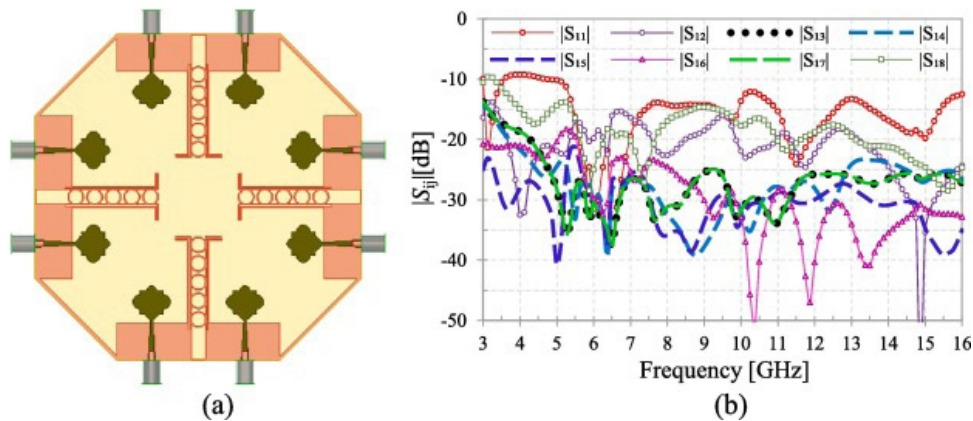 0
-10
-20
-30
-40
-50
|Sij|[dB]
|S11| |S12| |S13| |S14|
|S15| |S16| |S17| |S18|
3 4 5 6 7 8 9 10 11 12 13 14 15 16
Frequency [GHz]
(a) (b)